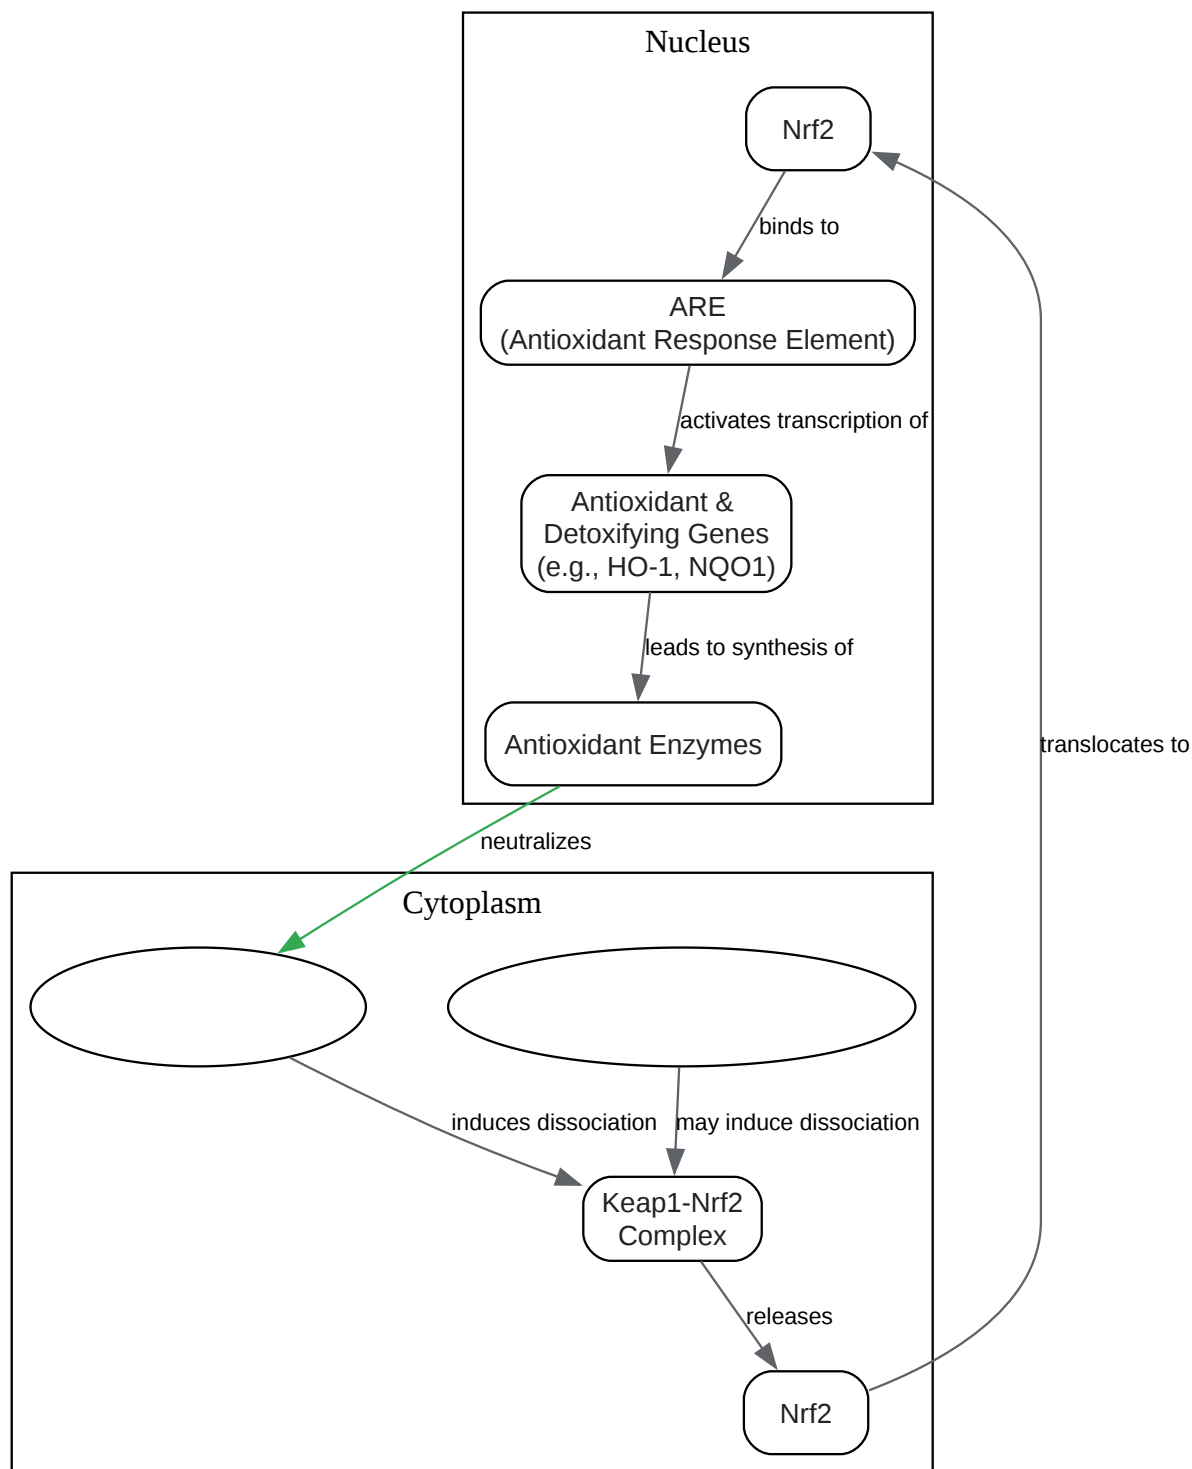 Nucleus
Nrf2
binds to
ARE
(Antioxidant Response Element)
activates transcription of
Antioxidant &
Detoxifying Genes
(e.g., HO-1, NQO1)
leads to synthesis of
Antioxidant Enzymes
translocates to
neutralizes
Cytoplasm
induces dissociation
may induce dissociation
Keap1-Nrf2
Complex
releases
Nrf2